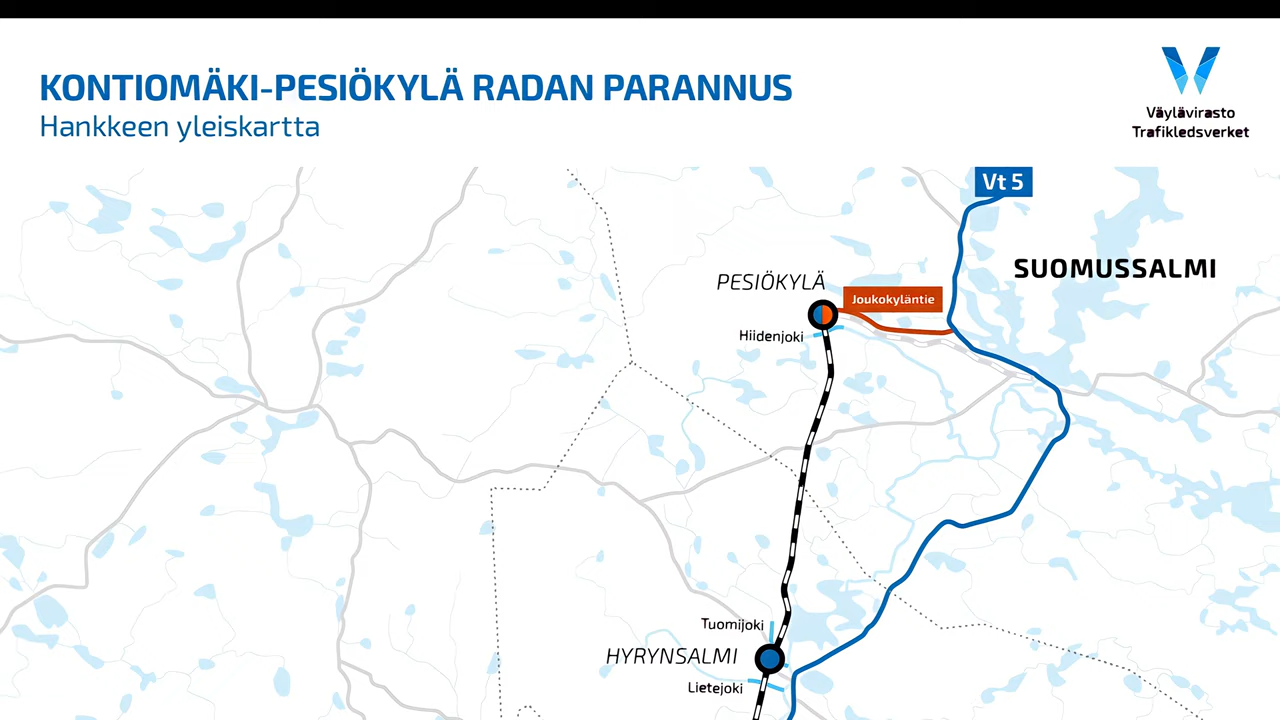 KONTIOMÄKI-PESIÖKYLÄ RADAN PARANNUS
Hankkeen yleiskartta
Väylävirasto
Trafikledsverket
Vt 5
SUOMUSSALMI
PESIÖKYLÄ
Joukokyläntie
Hiidenjoki
Tuomijoki
HYRYNSALMI
Lietejoki